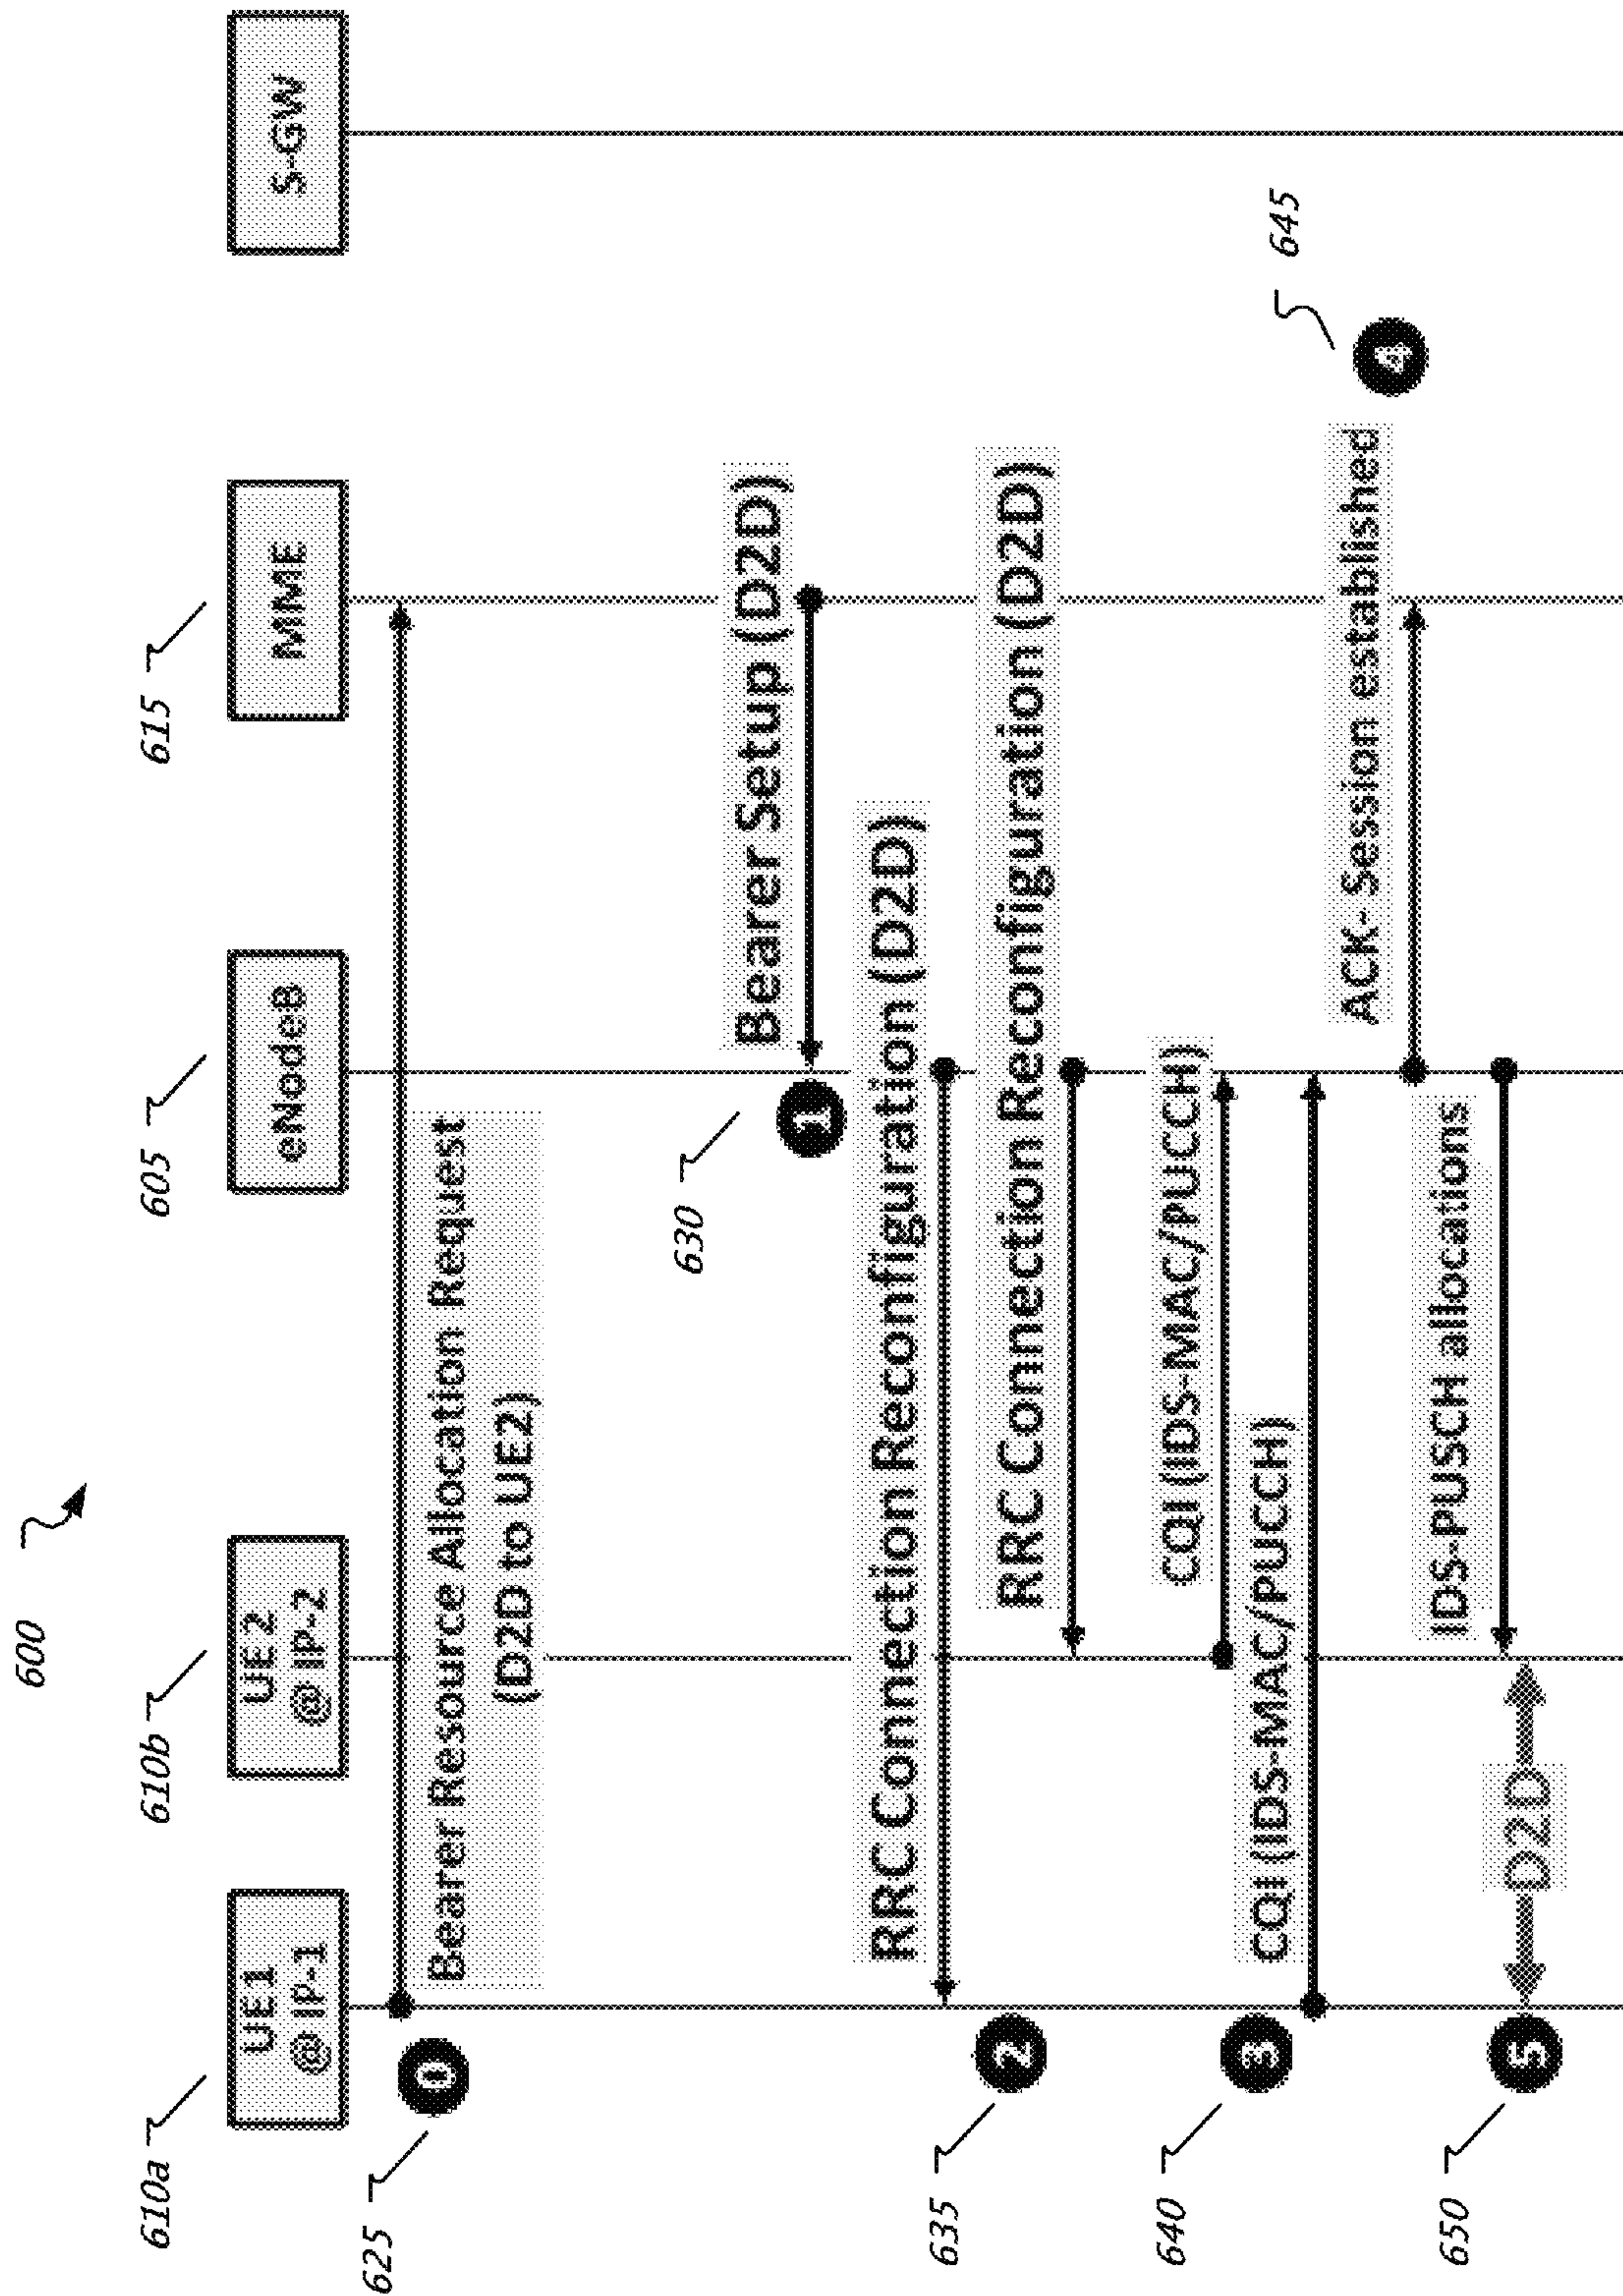 600
610a
610b
605
615
UE1
@ IP-1
UE 2
@ IP-2
eNodeB
MME
S-GW
625
0
Bearer Resource Allocation Request
(D2D to UE2)
630
1
Bearer Setup (D2D)
635
2
RRC Connection Reconfiguration (D2D)
RRC Connection Reconfiguration (D2D)
640
3
CQI (IDS-MAC/PUCCH)
CQI (IDS-MAC/PUCCH)
645
4
ACK- Session established
IDS-PUSCH allocations
650
5
D2D